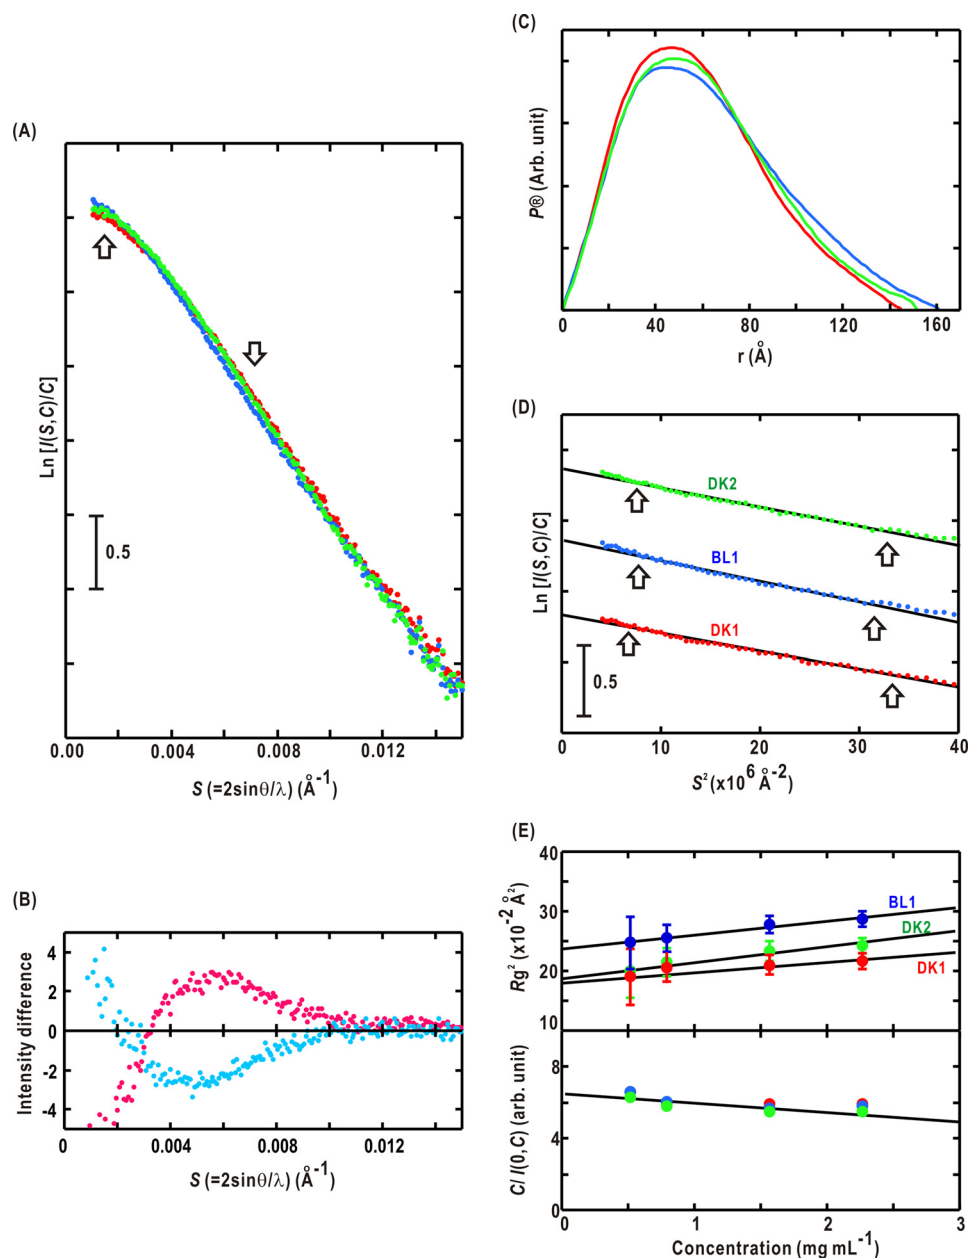 (A)
Ln [I(S,C)/C]
0.5
0.00
0.004
0.008
0.012
S (=2sinθ/λ) (Å-1)
(B)
Intensity difference
4
2
0
-2
-4
0
0.004
0.008
0.012
S (=2sinθ/λ) (Å-1)
(C)
P® (Arb. unit)
0
40
80
120
160
r (Å)
(D)
Ln [I(S,C)/C]
DK2
BL1
DK1
0.5
0
10
20
30
40
S2 (x106 Å-2)
(E)
Rg2 (x10-2 Å2)
40
30
20
10
BL1
DK2
DK1
C/ I(0,C) (arb. unit)
8
4
0
0
1
2
3
Concentration (mg mL-1)